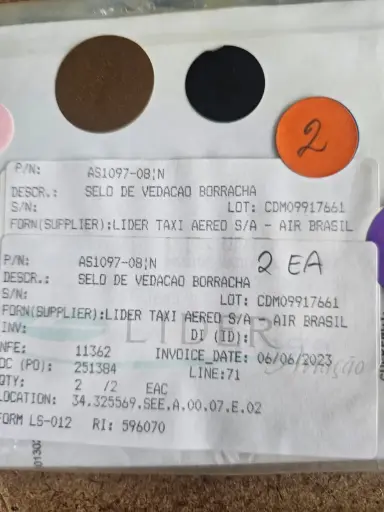 2
P/N: AS1097-08¦N
DESCR.: SELO DE VEDACAO BORRACHA
S/N: LOT: CDM09917661
FORN(SUPPLIER):LIDER TAXI AEREO S/A - AIR BRASIL
P/N: AS1097-08¦N 2 EA
DESCR.: SELO DE VEDACAO BORRACHA
S/N: LOT: CDM09917661
FORN(SUPPLIER):LIDER TAXI AEREO S/A - AIR BRASIL
LIDER
INV: DI (ID):
NFE: 11362 INVOICE_DATE: 06/06/2023
OC (PO): 251384 LINE:71
QTY: 2 /2 EAC
LOCATION: 34.325569.SEE.A.00.07.E.02
FORM LS-012 RI: 596070